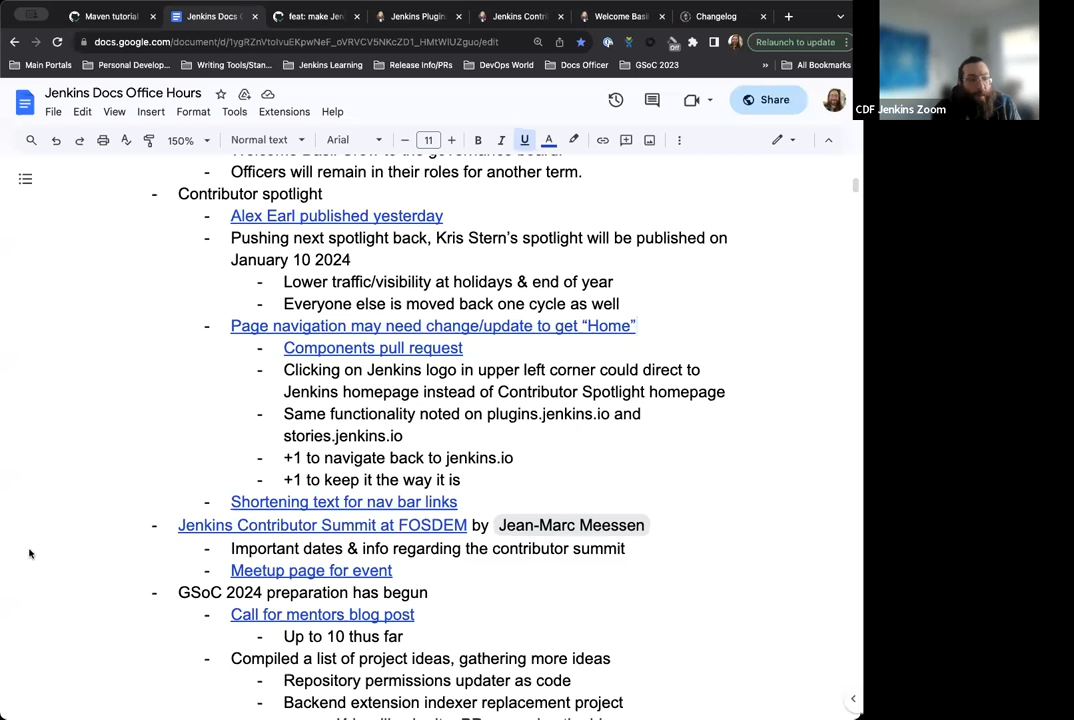 Maven tutorial
Jenkins Docs
feat: make Jen
Jenkins Plugin
Jenkins Contri
Welcome Basi
Changelog
docs.google.com/document/d/1ygRZnVtoIvuEKpwNeF_oVRVCV5NKcZD1_HMtWlUZguo/edit
Relaunch to update
Main Portals
Personal Develop...
Writing Tools/Stan...
Jenkins Learning
Release Info/PRs
DevOps World
Docs Officer
GSoC 2023
»
All Bookmarks
CDF Jenkins Zoom
Jenkins Docs Office Hours
File Edit View Insert Format Tools Extensions Help
Share
150% Normal text Arial 11 B I U A
- Officers will remain in their roles for another term.
- Contributor spotlight
- Alex Earl published yesterday
- Pushing next spotlight back, Kris Stern’s spotlight will be published on
January 10 2024
- Lower traffic/visibility at holidays & end of year
- Everyone else is moved back one cycle as well
- Page navigation may need change/update to get “Home”
- Components pull request
- Clicking on Jenkins logo in upper left corner could direct to
Jenkins homepage instead of Contributor Spotlight homepage
- Same functionality noted on plugins.jenkins.io and
stories.jenkins.io
- +1 to navigate back to jenkins.io
- +1 to keep it the way it is
- Shortening text for nav bar links
- Jenkins Contributor Summit at FOSDEM by Jean-Marc Meessen
- Important dates & info regarding the contributor summit
- Meetup page for event
- GSoC 2024 preparation has begun
- Call for mentors blog post
- Up to 10 thus far
- Compiled a list of project ideas, gathering more ideas
- Repository permissions updater as code
- Backend extension indexer replacement project